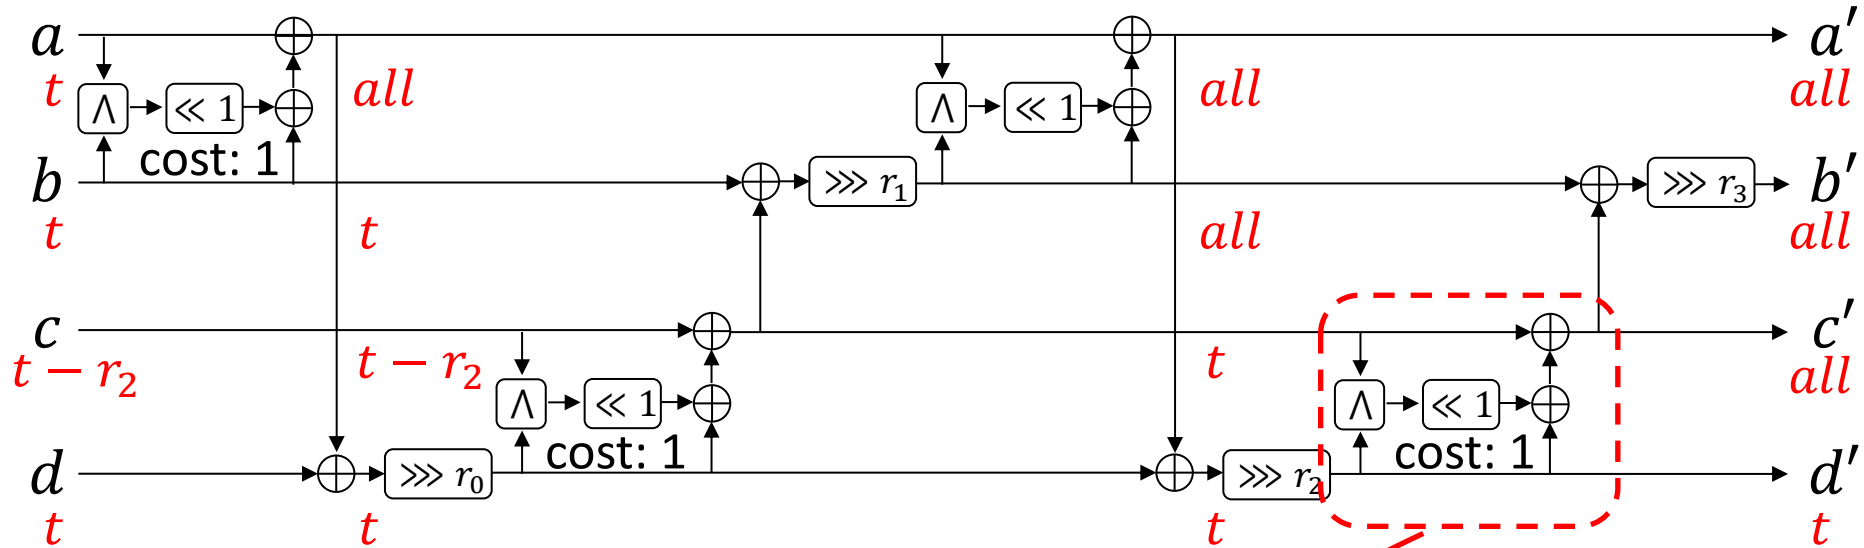 a a′
t ∧ ≪ 1 all ∧ ≪ 1 all all
cost: 1
b ⋙ r₁ ⋙ r₃ b′
t t all all
c c′
t − r₂ t − r₂ ∧ ≪ 1 t ∧ ≪ 1 all
cost: 1 cost: 1
d ⋙ r₀ ⋙ r₂ d′
t t t t